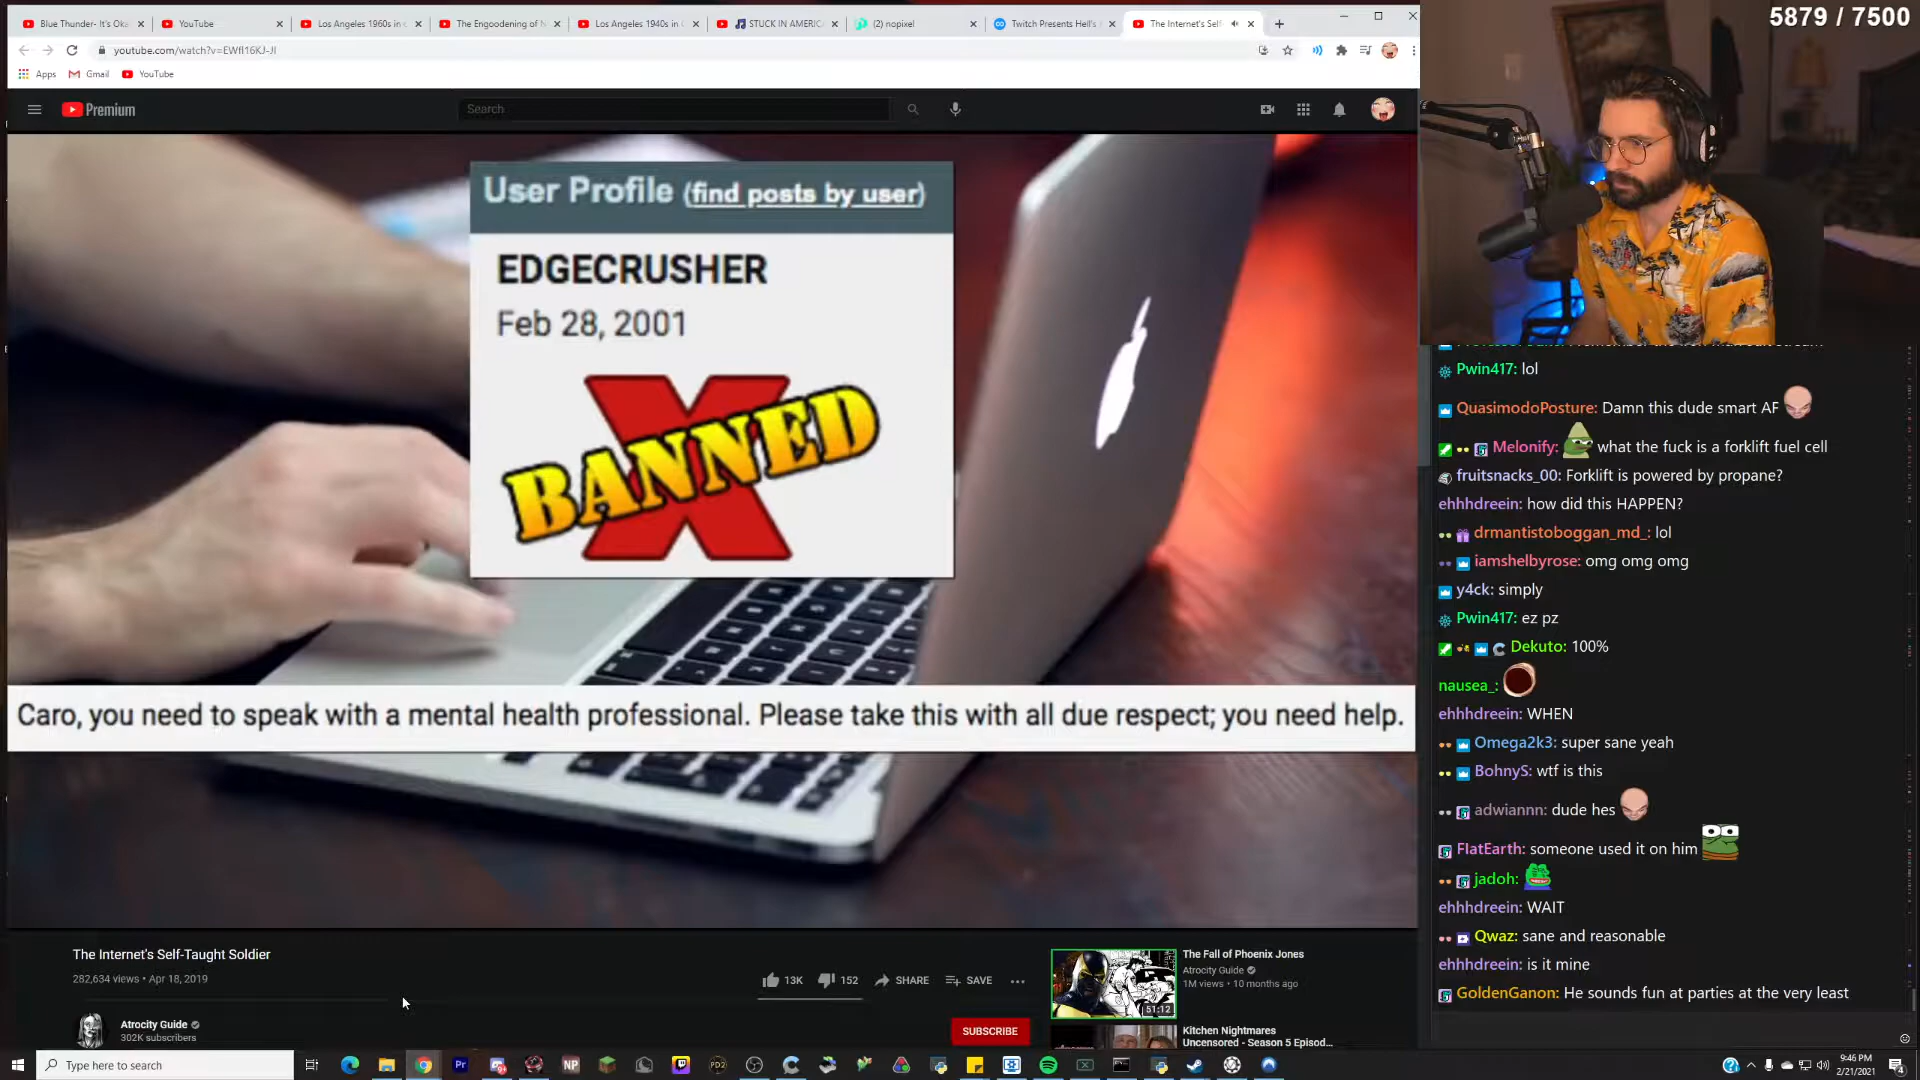 Blue Thunder- It's Oka
YouTube
Los Angeles 1960s in c
The Engoodening of N
Los Angeles 1940s in
STUCK IN AMERIC
(2) nopixel
Twitch Presents Hell's
The Internet's Self-
5879 / 7500
youtube.com/watch?v=EWfl16KJ-JI
Apps
Gmail
YouTube
Premium
Search
User Profile (find posts by user)
EDGECRUSHER
Feb 28, 2001
X
BANNED
Caro, you need to speak with a mental health professional. Please take this with all due respect; you need help.
The Internet's Self-Taught Soldier
282,634 views • Apr 18, 2019
13K
152
SHARE
SAVE
Atrocity Guide
302K subscribers
SUBSCRIBE
51:12
The Fall of Phoenix Jones
Atrocity Guide
1M views • 10 months ago
Kitchen Nightmares
Uncensored - Season 5 Episod...
Pwin417: lol
QuasimodoPosture: Damn this dude smart AF
Melonify: what the fuck is a forklift fuel cell
fruitsnacks_00: Forklift is powered by propane?
ehhhdreein: how did this HAPPEN?
drmantistoboggan_md_: lol
iamshelbyrose: omg omg omg
y4ck: simply
Pwin417: ez pz
Dekuto: 100%
nausea_:
ehhhdreein: WHEN
Omega2k3: super sane yeah
BohnyS: wtf is this
adwiannn: dude hes
FlatEarth: someone used it on him
jadoh:
ehhhdreein: WAIT
Qwaz: sane and reasonable
ehhhdreein: is it mine
GoldenGanon: He sounds fun at parties at the very least
Type here to search
Pr
NP
PD2
9:46 PM
2/21/2021
4